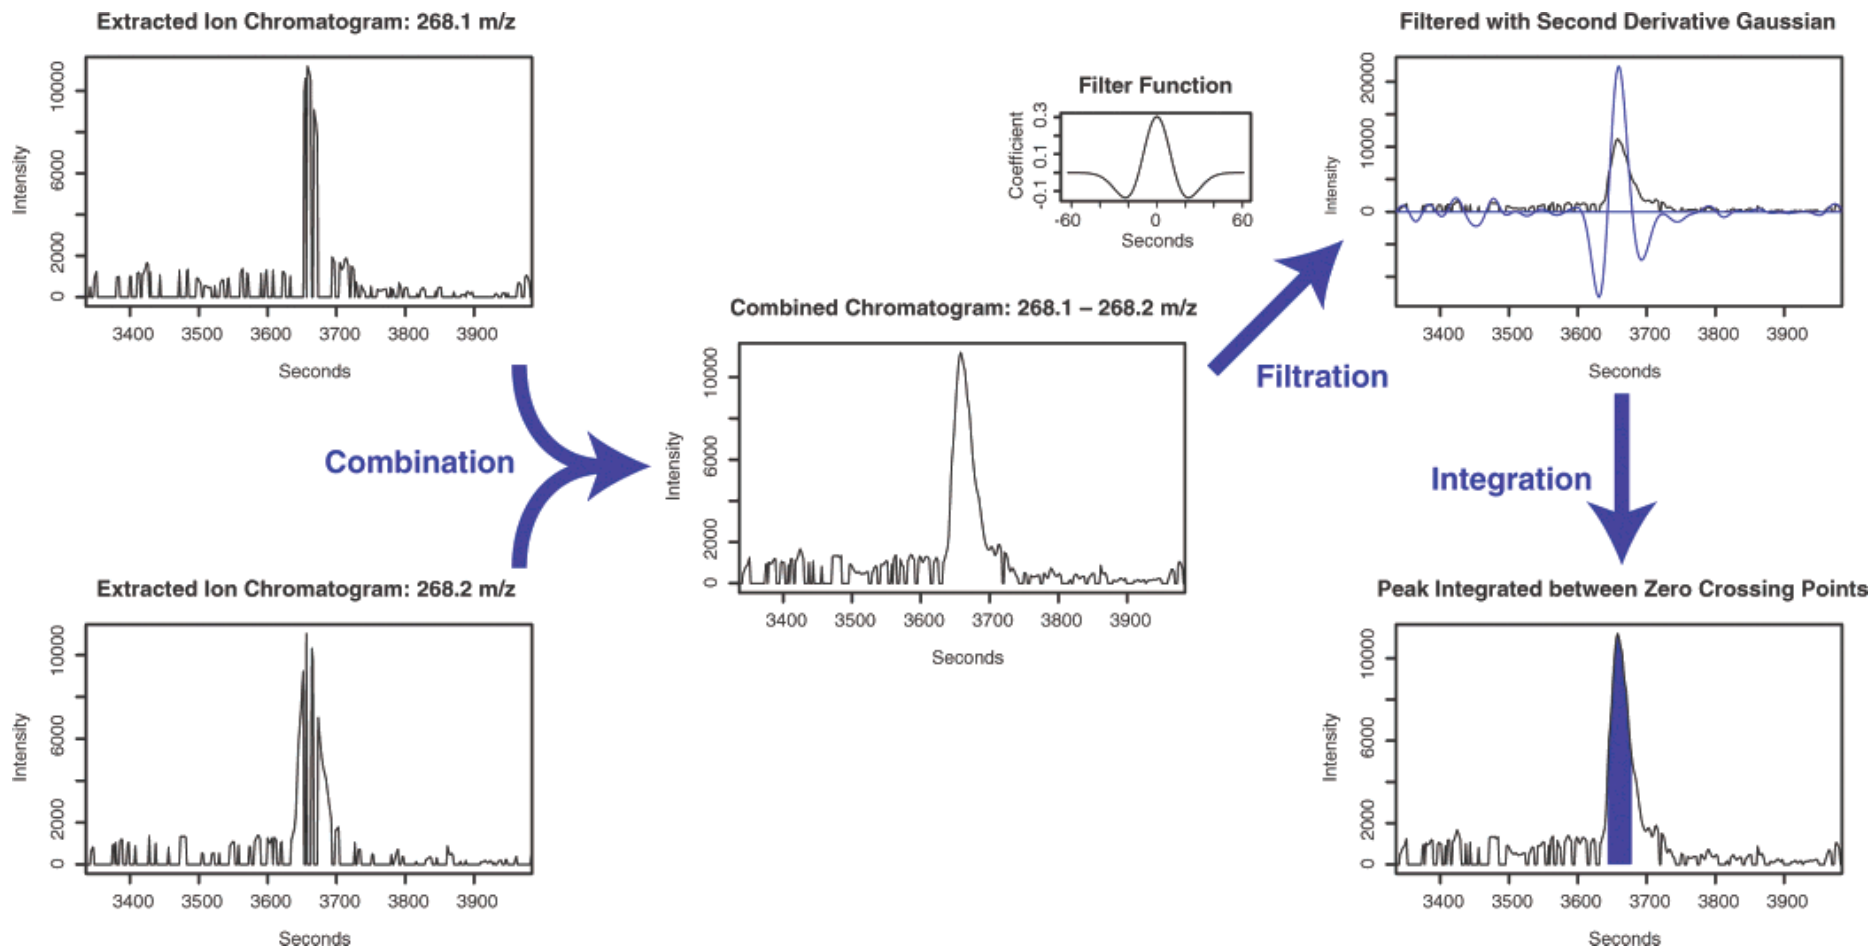 Extracted Ion Chromatogram: 268.1 m/z
Intensity
10000
6000
2000
0
3400 3500 3600 3700 3800 3900
Seconds
Combination
Extracted Ion Chromatogram: 268.2 m/z
Intensity
10000
6000
2000
0
3400 3500 3600 3700 3800 3900
Seconds
Combined Chromatogram: 268.1 – 268.2 m/z
Intensity
10000
6000
2000
0
3400 3500 3600 3700 3800 3900
Seconds
Filter Function
Coefficient
0.3
0.1
-0.1
-60 0 60
Seconds
Filtration
Filtered with Second Derivative Gaussian
Intensity
20000
10000
0
3400 3500 3600 3700 3800 3900
Seconds
Integration
Peak Integrated between Zero Crossing Points
Intensity
10000
6000
2000
0
3400 3500 3600 3700 3800 3900
Seconds